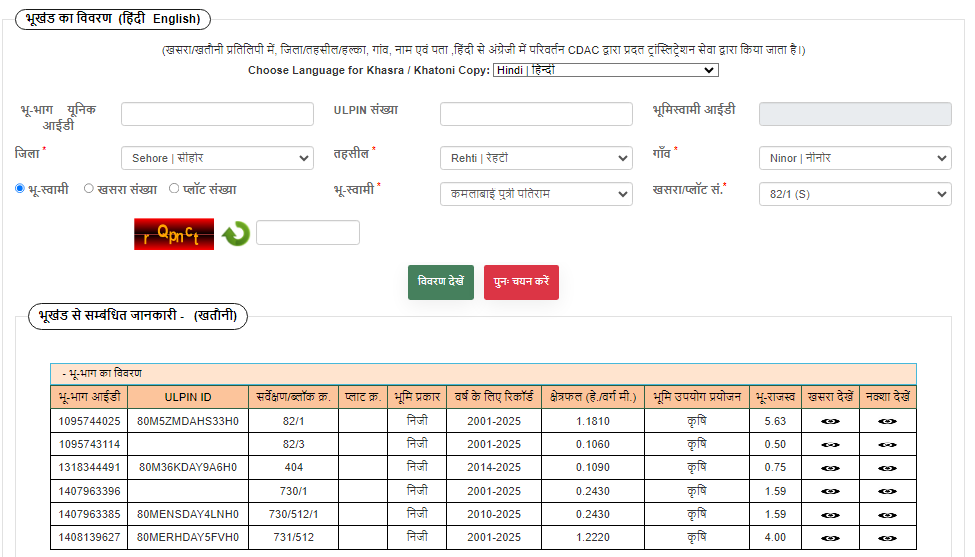 भूखंड का विवरण (हिंदी English)
(खसरा/खतौनी प्रतिलिपी में, जिला/तहसील/हल्का, गांव, नाम एवं पता ,हिंदी से अंग्रेजी में परिवर्तन CDAC द्वारा प्रदत ट्रांस्लिट्रेशन सेवा द्वारा किया जाता है।)
Choose Language for Khasra / Khatoni Copy: Hindi | हिन्दी
भू-भाग यूनिक आईडी ULPIN संख्या भूमिस्वामी आईडी
जिला * Sehore | सीहोर तहसील * Rehti | रेहटी गाँव * Ninor | नीनोर
भू-स्वामी खसरा संख्या प्लॉट संख्या भू-स्वामी * कमलाबाई पुत्री पतिराम खसरा/प्लॉट सं.* 82/1 (S)
r Qpnct
विवरण देखें पुनः चयन करें
भूखंड से सम्बंधित जानकारी - (खतौनी)
- भू-भाग का विवरण
भू-भाग आईडी ULPIN ID सर्वेक्षण/ब्लॉक क्र. प्लाट क्र. भूमि प्रकार वर्ष के लिए रिकॉर्ड क्षेत्रफल (हे./वर्ग मी.) भूमि उपयोग प्रयोजन भू-राजस्व खसरा देखें नक्शा देखें
1095744025 80M5ZMDAHS33H0 82/1 निजी 2001-2025 1.1810 कृषि 5.63
1095743114 82/3 निजी 2001-2025 0.1060 कृषि 0.50
1318344491 80M36KDAY9A6H0 404 निजी 2014-2025 0.1090 कृषि 0.75
1407963396 730/1 निजी 2001-2025 0.2430 कृषि 1.59
1407963385 80MENSDAY4LNH0 730/512/1 निजी 2010-2025 0.2430 कृषि 1.59
1408139627 80MERHDAY5FVH0 731/512 निजी 2001-2025 1.2220 कृषि 4.00